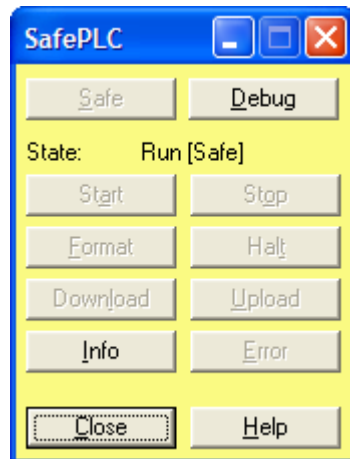 SafePLC
Safe Debug
State: Run [Safe]
Start Stop
Format Halt
Download Upload
Info Error
Close Help